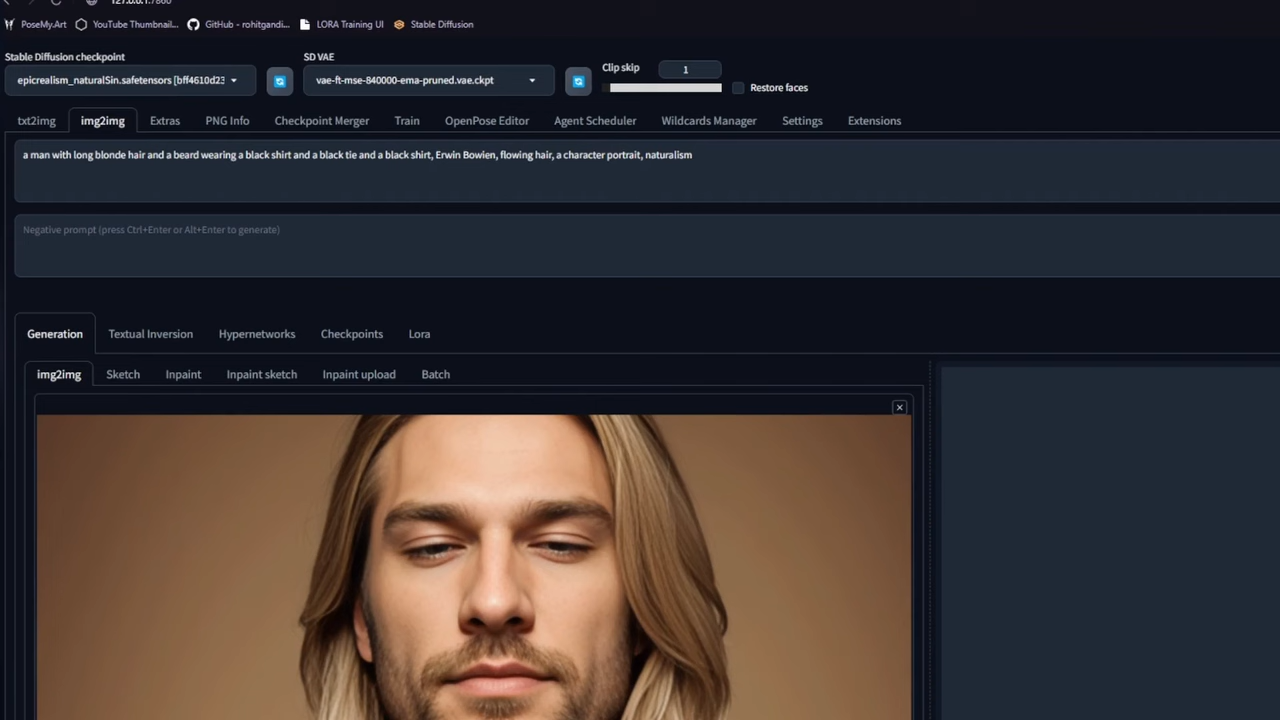 PoseMy.Art YouTube Thumbnail... GitHub - rohitgandi... LORA Training UI Stable Diffusion
Stable Diffusion checkpoint SD VAE Clip skip 1
epicrealism_naturalSin.safetensors [bff4610d23 vae-ft-mse-840000-ema-pruned.vae.ckpt Restore faces
txt2img img2img Extras PNG Info Checkpoint Merger Train OpenPose Editor Agent Scheduler Wildcards Manager Settings Extensions
a man with long blonde hair and a beard wearing a black shirt and a black tie and a black shirt, Erwin Bowien, flowing hair, a character portrait, naturalism
Negative prompt (press Ctrl+Enter or Alt+Enter to generate)
Generation Textual Inversion Hypernetworks Checkpoints Lora
img2img Sketch Inpaint Inpaint sketch Inpaint upload Batch